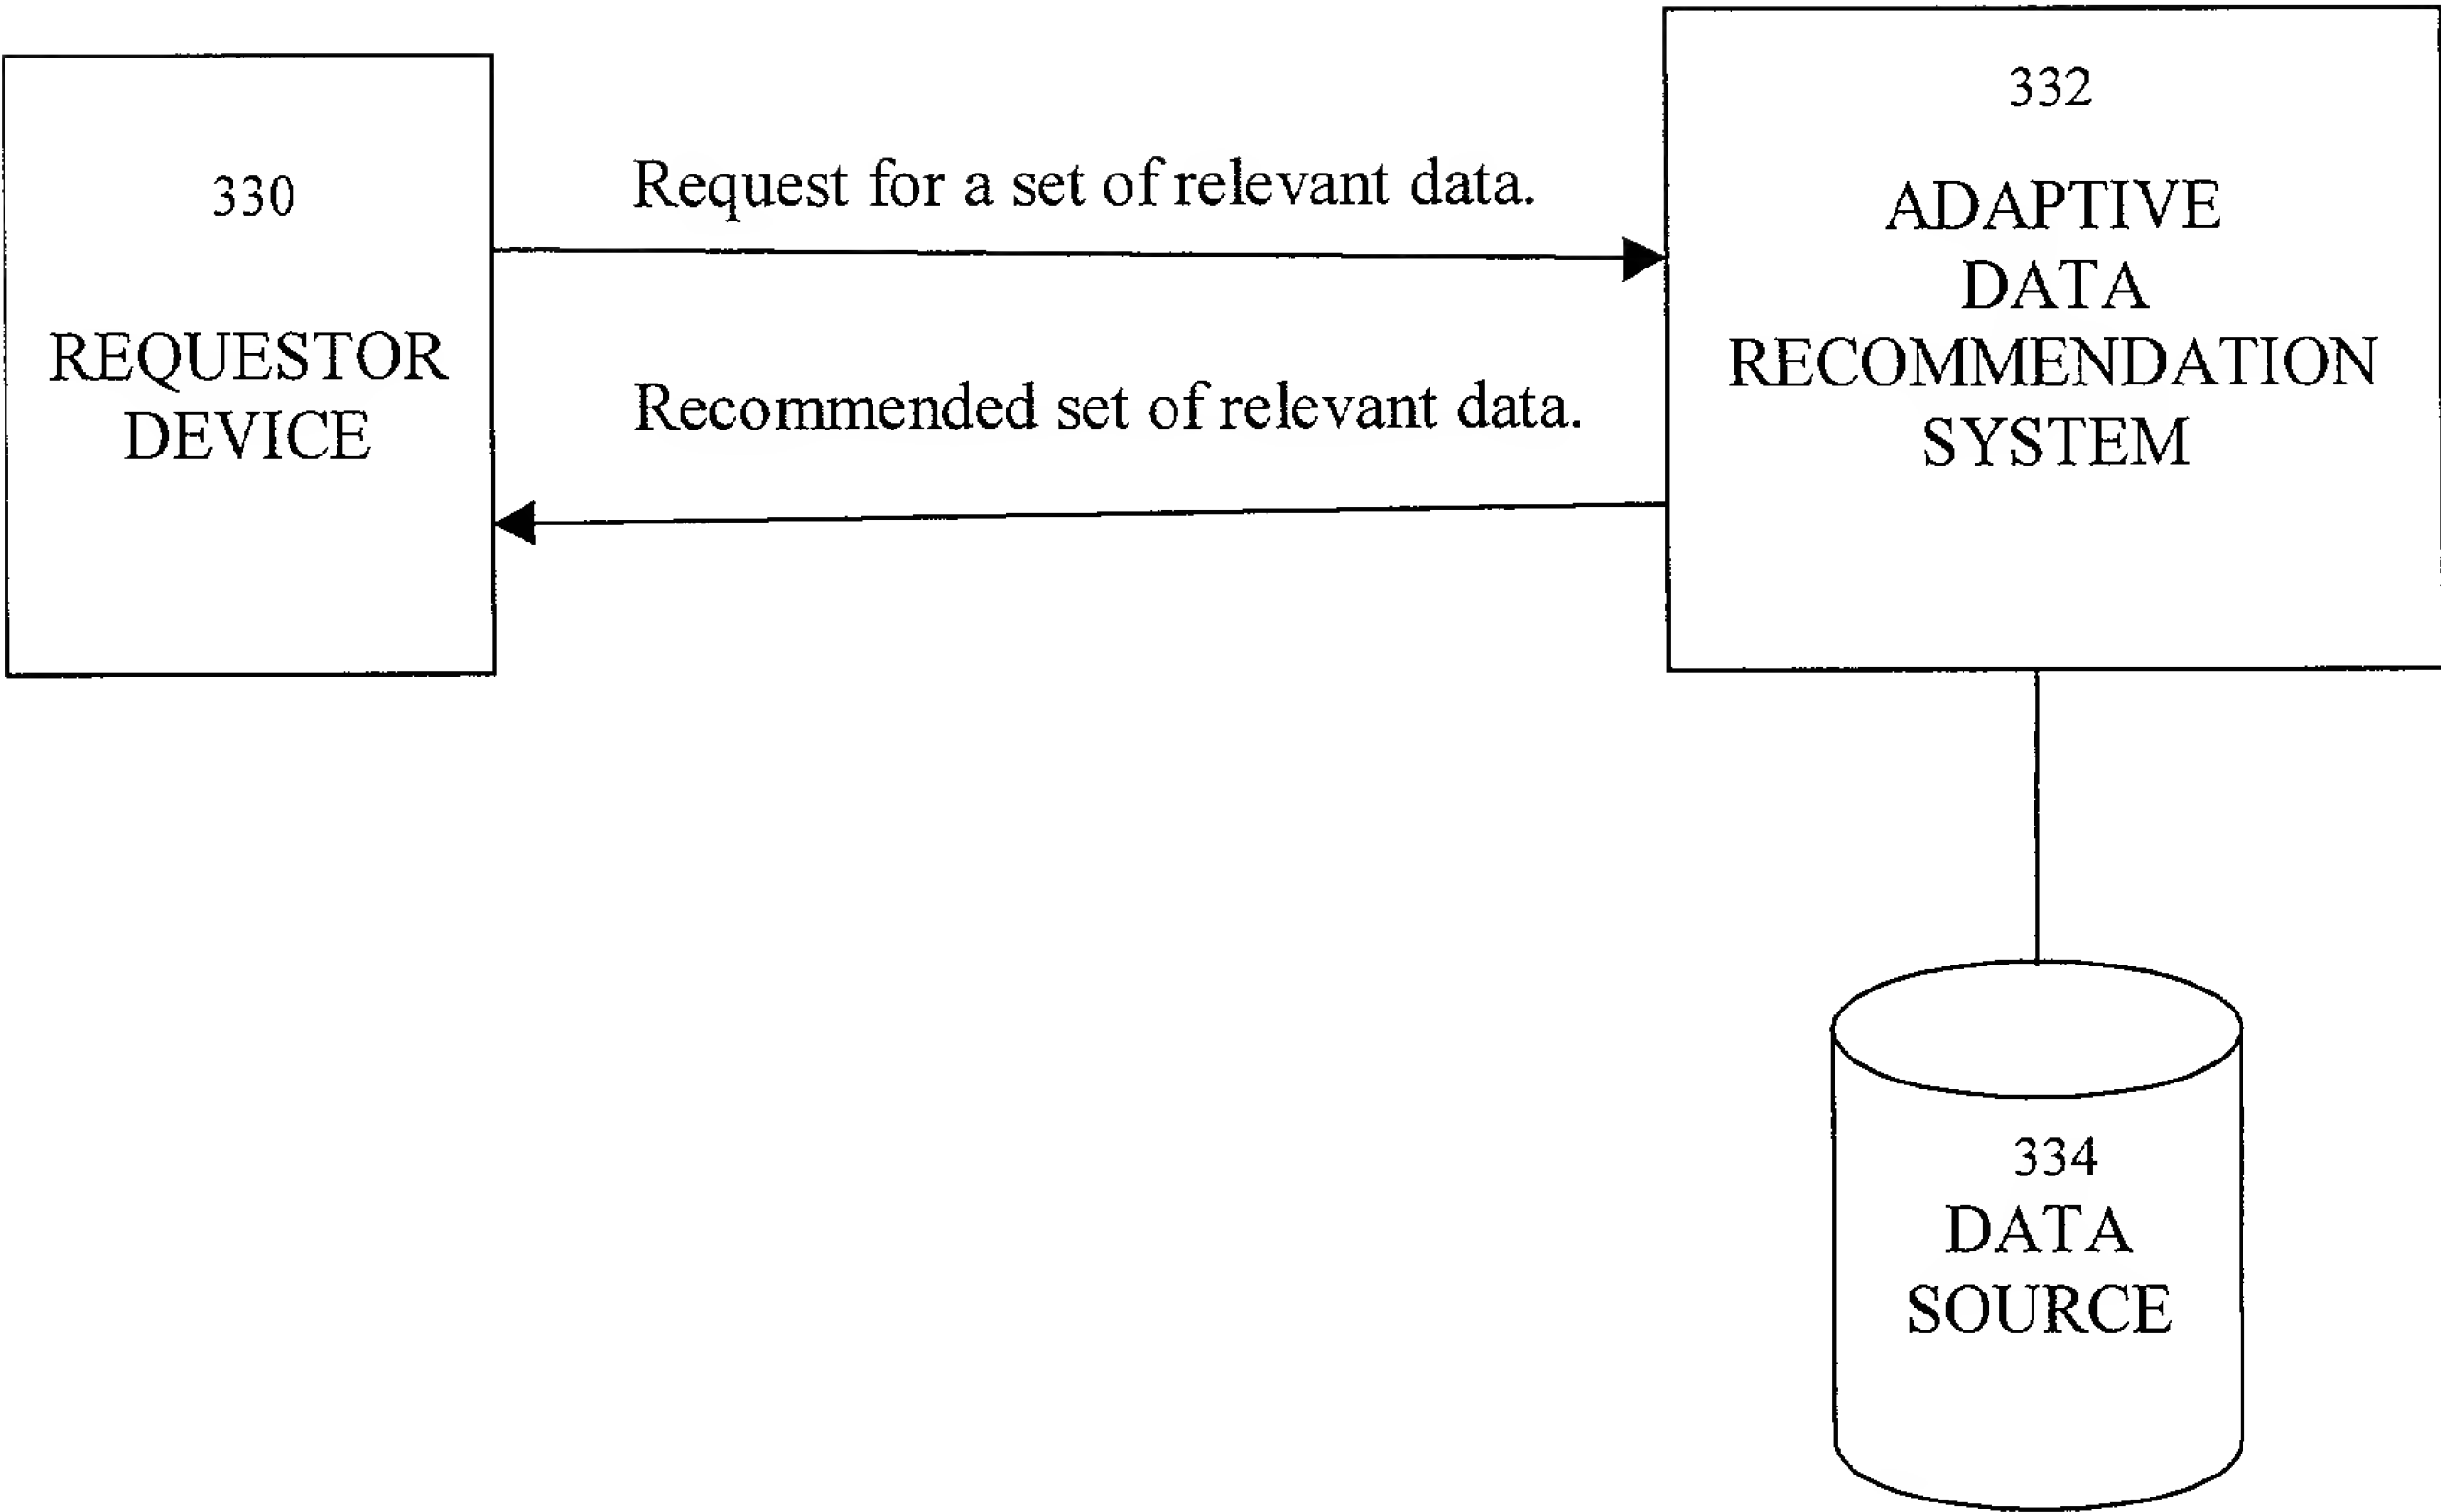 330
REQUESTOR
DEVICE
Request for a set of relevant data.
Recommended set of relevant data.
332
ADAPTIVE
DATA
RECOMMENDATION
SYSTEM
334
DATA
SOURCE